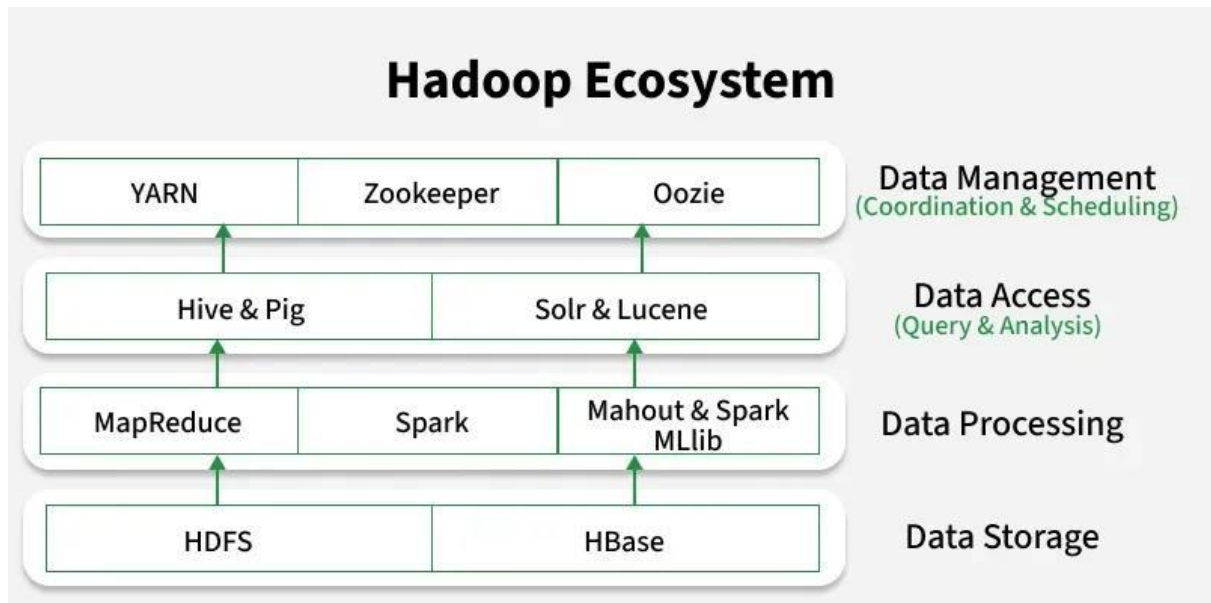 Hadoop Ecosystem
YARN
Zookeeper
Oozie
Data Management
(Coordination & Scheduling)
Hive & Pig
Solr & Lucene
Data Access
(Query & Analysis)
MapReduce
Spark
Mahout & Spark
MLlib
Data Processing
HDFS
HBase
Data Storage